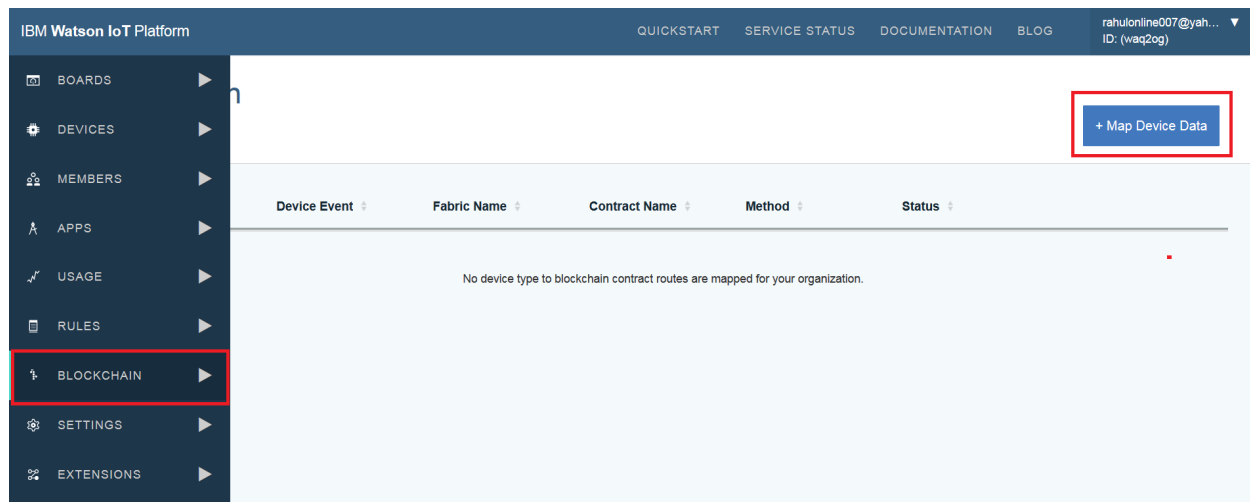 IBM Watson IoT Platform
QUICKSTART
SERVICE STATUS
DOCUMENTATION
BLOG
rahulonline007@yah...
ID: (waq2og)
BOARDS
DEVICES
MEMBERS
APPS
USAGE
RULES
BLOCKCHAIN
SETTINGS
EXTENSIONS
n
+ Map Device Data
Device Event
Fabric Name
Contract Name
Method
Status
No device type to blockchain contract routes are mapped for your organization.